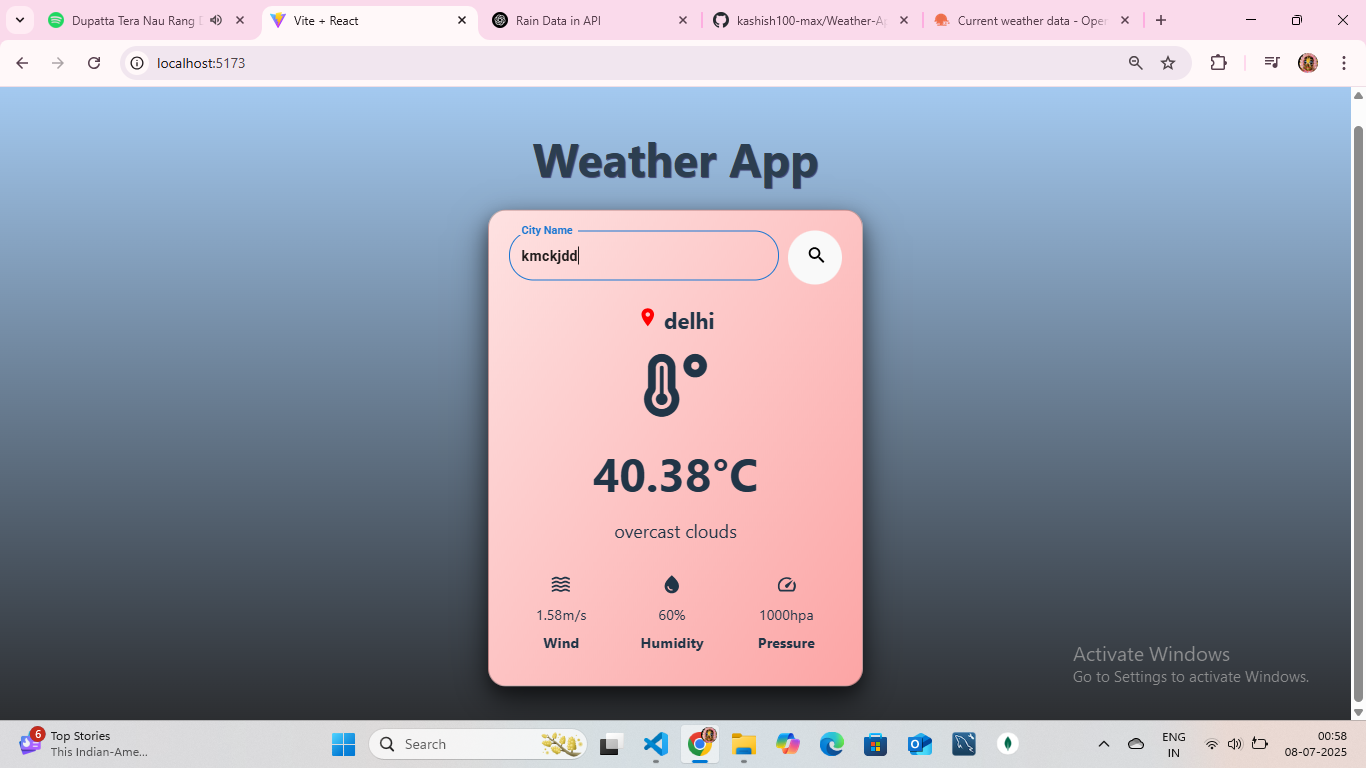 Dupatta Tera Nau Rang
Vite + React
Rain Data in API
kashish100-max/Weather-Ap
Current weather data - Oper
localhost:5173
Weather App
City Name
kmckjdd
delhi
40.38°C
overcast clouds
1.58m/s 60% 1000hpa
Wind Humidity Pressure
Activate Windows
Go to Settings to activate Windows.
6
Top Stories
This Indian-Ame...
Search
ENG
IN
00:58
08-07-2025